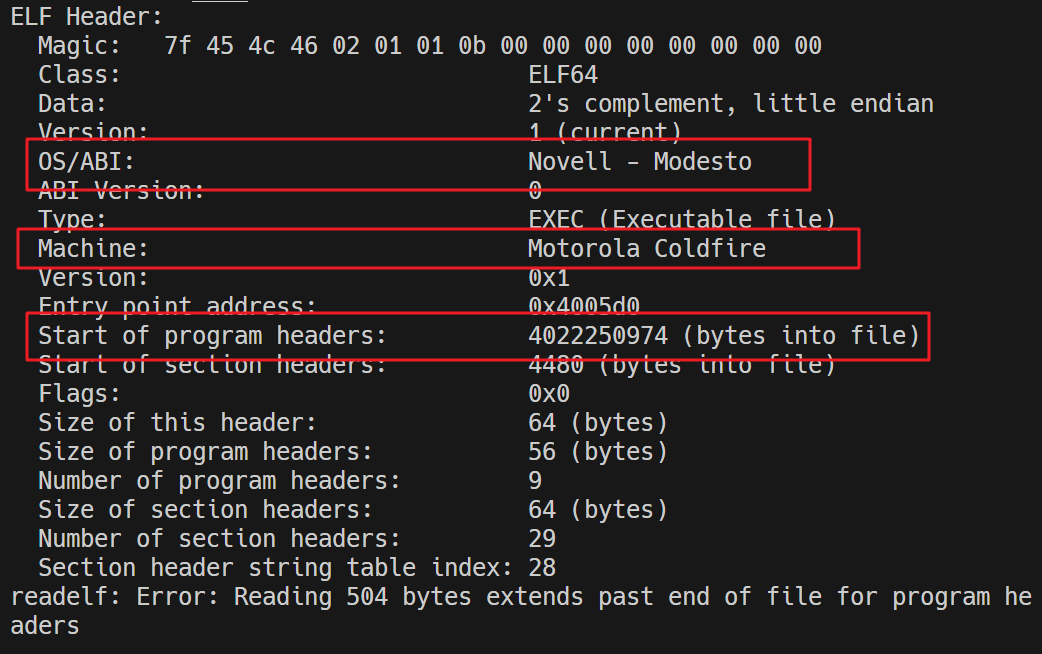 ELF Header:
  Magic:   7f 45 4c 46 02 01 01 0b 00 00 00 00 00 00 00 00
  Class:                             ELF64
  Data:                              2's complement, little endian
  Version:                           1 (current)
  OS/ABI:                            Novell - Modesto
  ABI Version:                       0
  Type:                              EXEC (Executable file)
  Machine:                           Motorola Coldfire
  Version:                           0x1
  Entry point address:               0x4005d0
  Start of program headers:          4022250974 (bytes into file)
  Start of section headers:          4480 (bytes into file)
  Flags:                             0x0
  Size of this header:               64 (bytes)
  Size of program headers:           56 (bytes)
  Number of program headers:         9
  Size of section headers:           64 (bytes)
  Number of section headers:         29
  Section header string table index: 28
readelf: Error: Reading 504 bytes extends past end of file for program he
aders